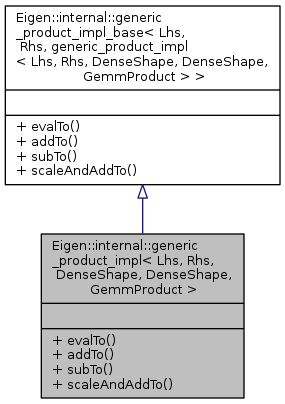 Eigen::internal::generic
_product_impl_base< Lhs,
Rhs, generic_product_impl
< Lhs, Rhs, DenseShape, DenseShape,
GemmProduct > >
+ evalTo()
+ addTo()
+ subTo()
+ scaleAndAddTo()
Eigen::internal::generic
_product_impl< Lhs, Rhs,
DenseShape, DenseShape,
GemmProduct >
+ evalTo()
+ addTo()
+ subTo()
+ scaleAndAddTo()